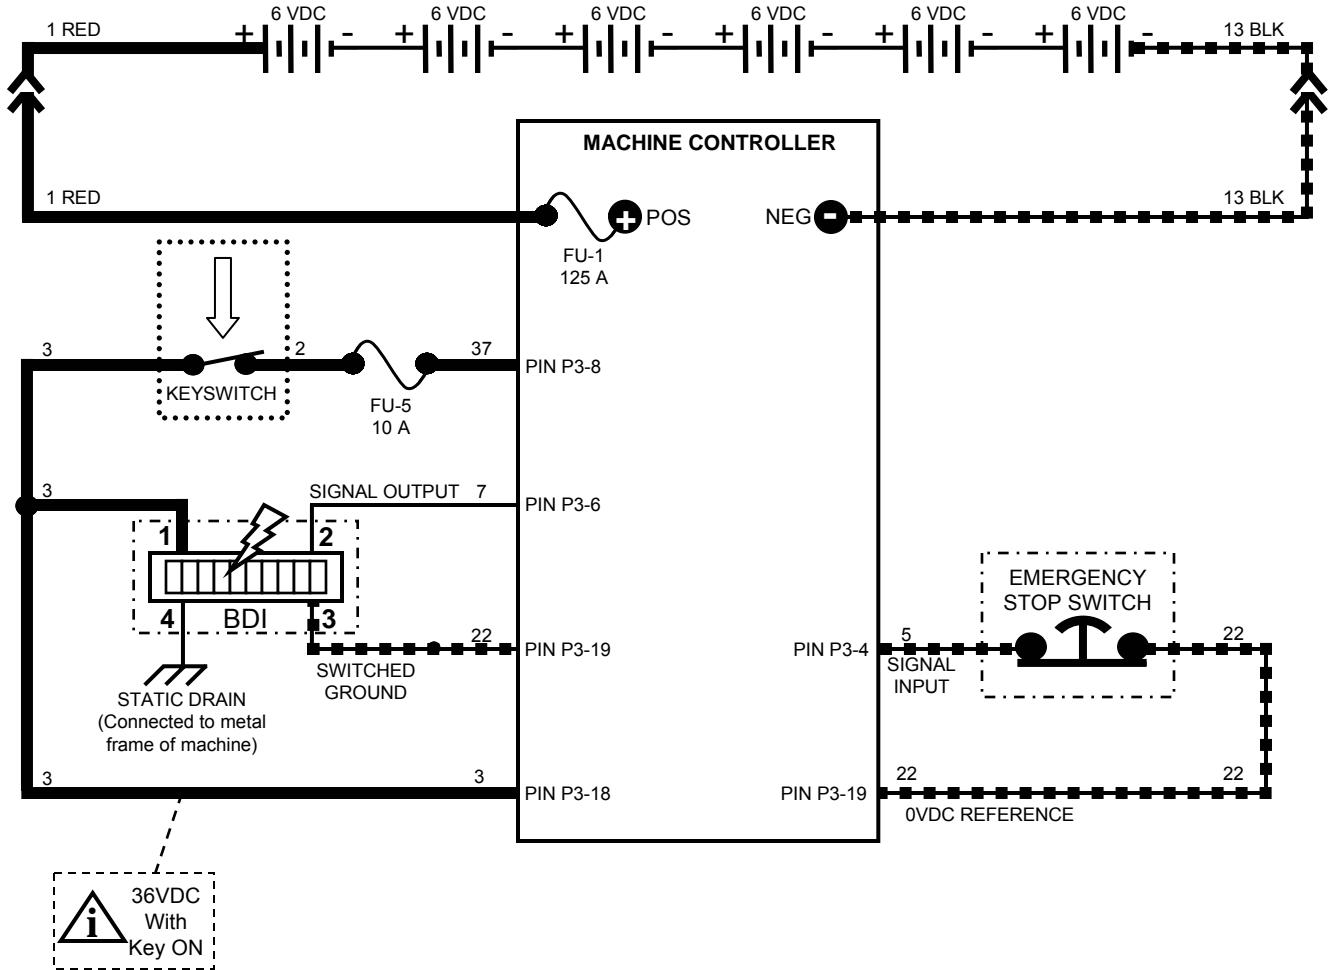 6 VDC 6 VDC 6 VDC 6 VDC 6 VDC 6 VDC
1 RED + - + - + - + - + - + - 13 BLK
MACHINE CONTROLLER
1 RED POS NEG 13 BLK
+ -
FU-1
125 A
3 2 37
PIN P3-8
KEYSWITCH
FU-5
10 A
3 SIGNAL OUTPUT 7 PIN P3-6
1 2
4 BDI 3
22 PIN P3-19
SWITCHED
GROUND
STATIC DRAIN
(Connected to metal
frame of machine)
EMERGENCY
STOP SWITCH
PIN P3-4 5 22
SIGNAL
INPUT
3 3 PIN P3-18
PIN P3-19 22 22
0VDC REFERENCE
i
36VDC
With
Key ON